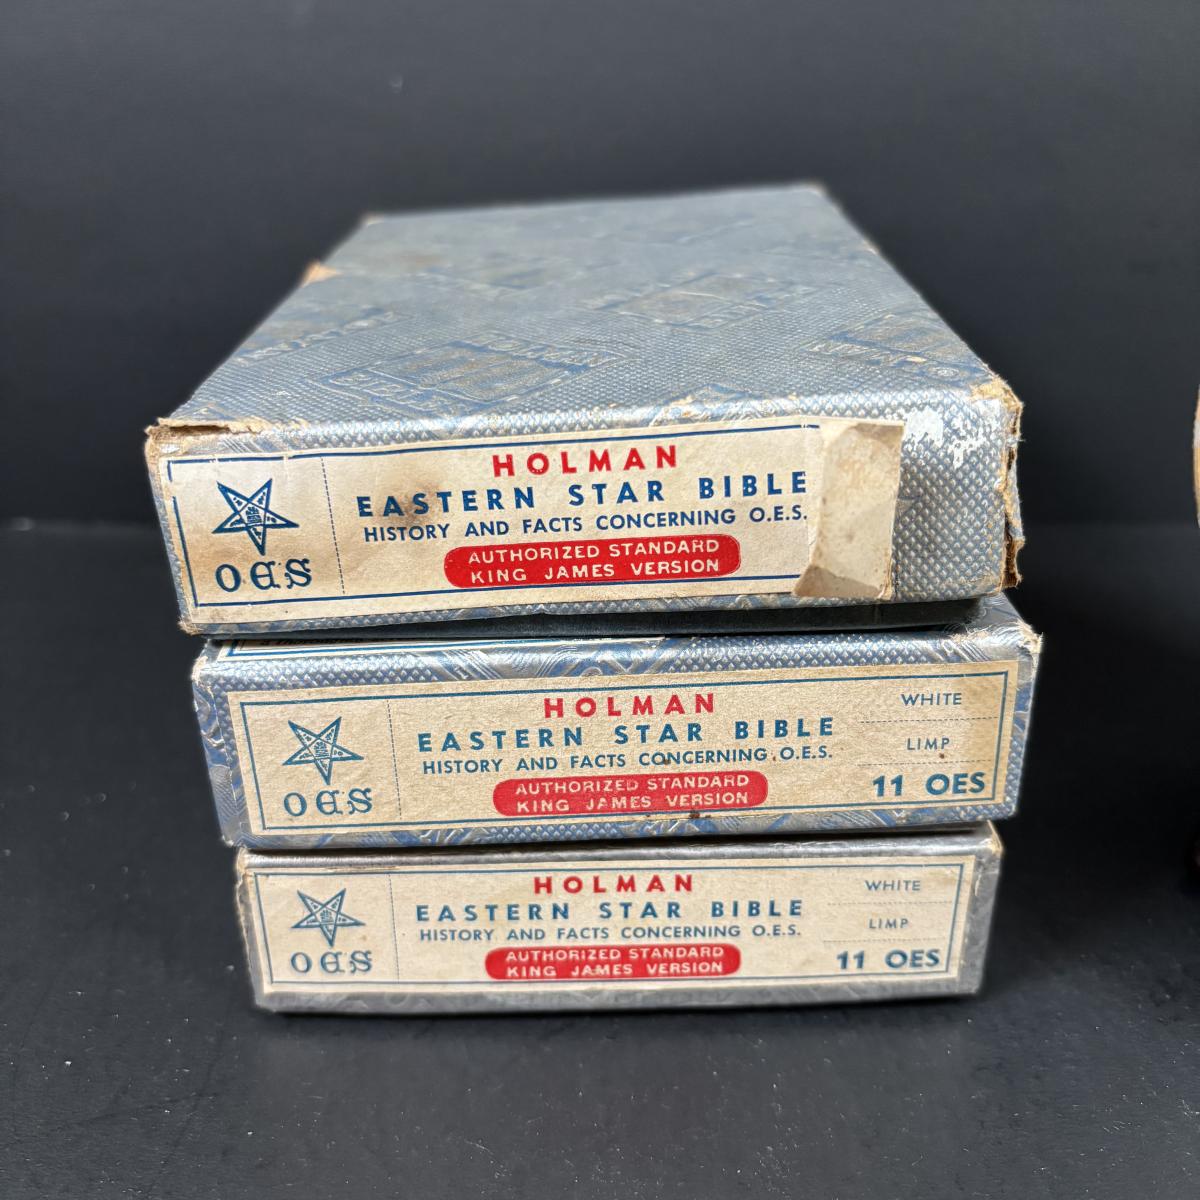 HOLMAN
BIBLE
HOLMAN
EASTERN STAR BIBLE
HISTORY AND FACTS CONCERNING O.E.S.
AUTHORIZED STANDARD
KING JAMES VERSION
OES
HOLMAN
EASTERN STAR BIBLE
HISTORY AND FACTS CONCERNING O.E.S.
AUTHORIZED STANDARD
KING JAMES VERSION
OES
WHITE
LIMP
11 OES
HOLMAN
EASTERN STAR BIBLE
HISTORY AND FACTS CONCERNING O.E.S.
AUTHORIZED STANDARD
KING JAMES VERSION
OES
WHITE
LIMP
11 OES